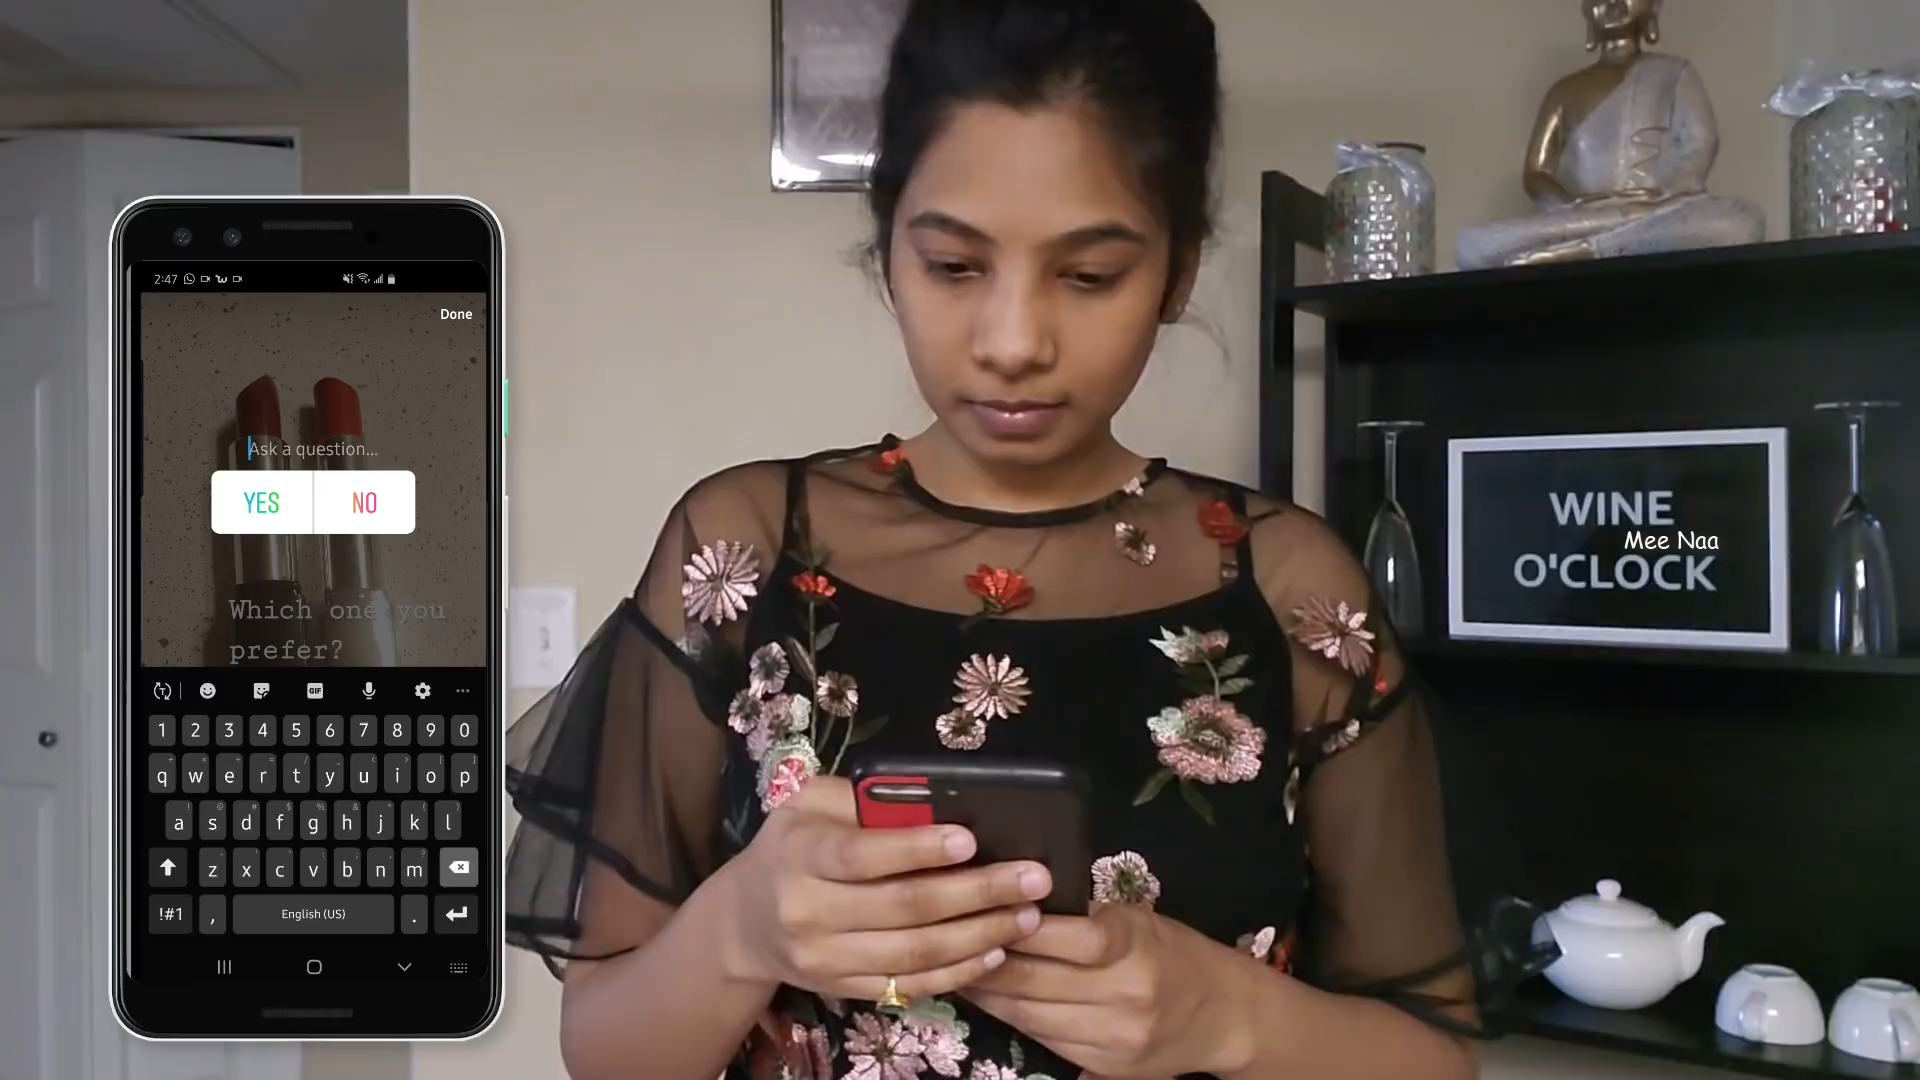 2:47
Done
Ask a question...
YES NO
Which one you
prefer?
GIF
1 2 3 4 5 6 7 8 9 0
q w e r t y u i o p
a s d f g h j k l
z x c v b n m
!#1 , English (US) .
WINE
Mee Naa
O'CLOCK